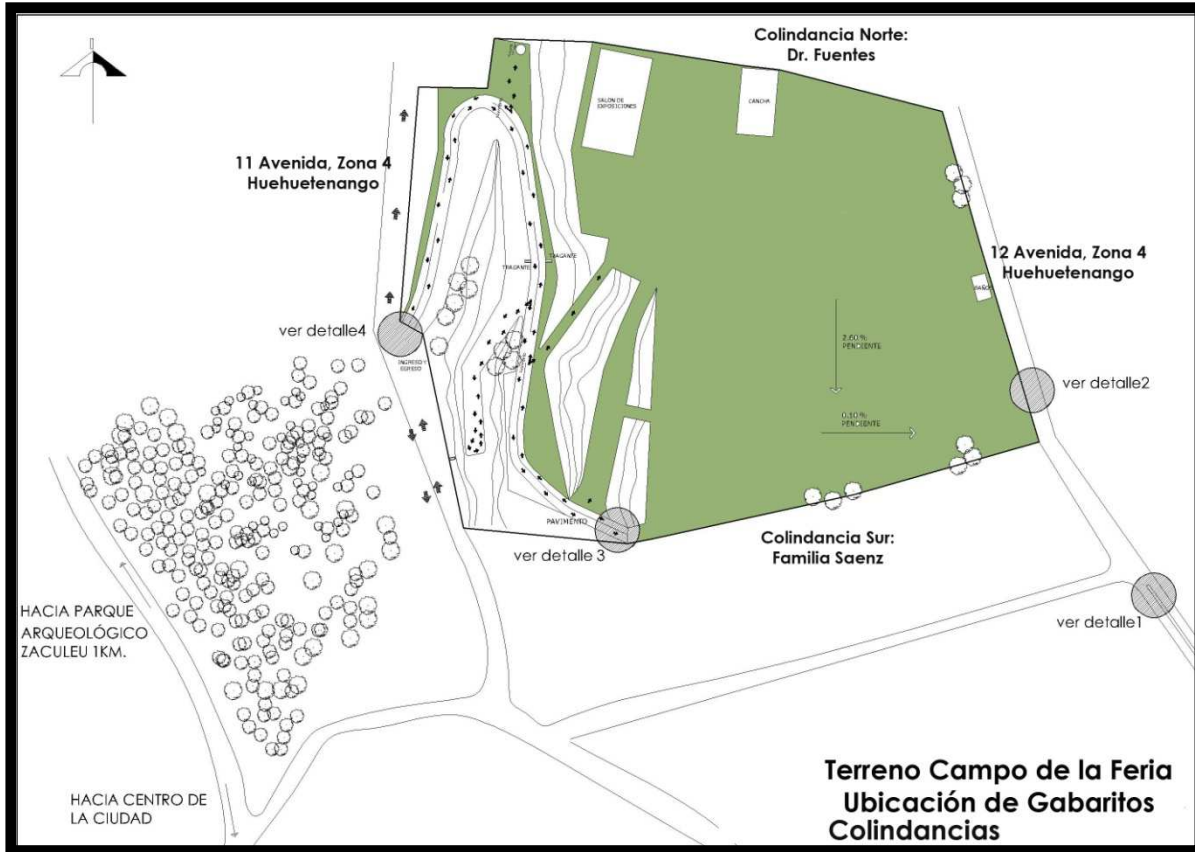 Colindancia Norte:
Dr. Fuentes
SALON DE
EXPOSICIONES
CANCHA
11 Avenida, Zona 4
Huehuetenango
12 Avenida, Zona 4
Huehuetenango
TRAGANTE
TRAGANTE
BAÑOS
ver detalle4
INGRESO Y
EGRESO
2.00 %
PENDIENTE
ver detalle2
0.50 %
PENDIENTE
PAVIMENTO
ver detalle 3
Colindancia Sur:
Familia Saenz
ver detalle1
HACIA PARQUE
ARQUEOLÓGICO
ZACULEU 1KM.
HACIA CENTRO DE
LA CIUDAD
Terreno Campo de la Feria
Ubicación de Gabaritos
Colindancias